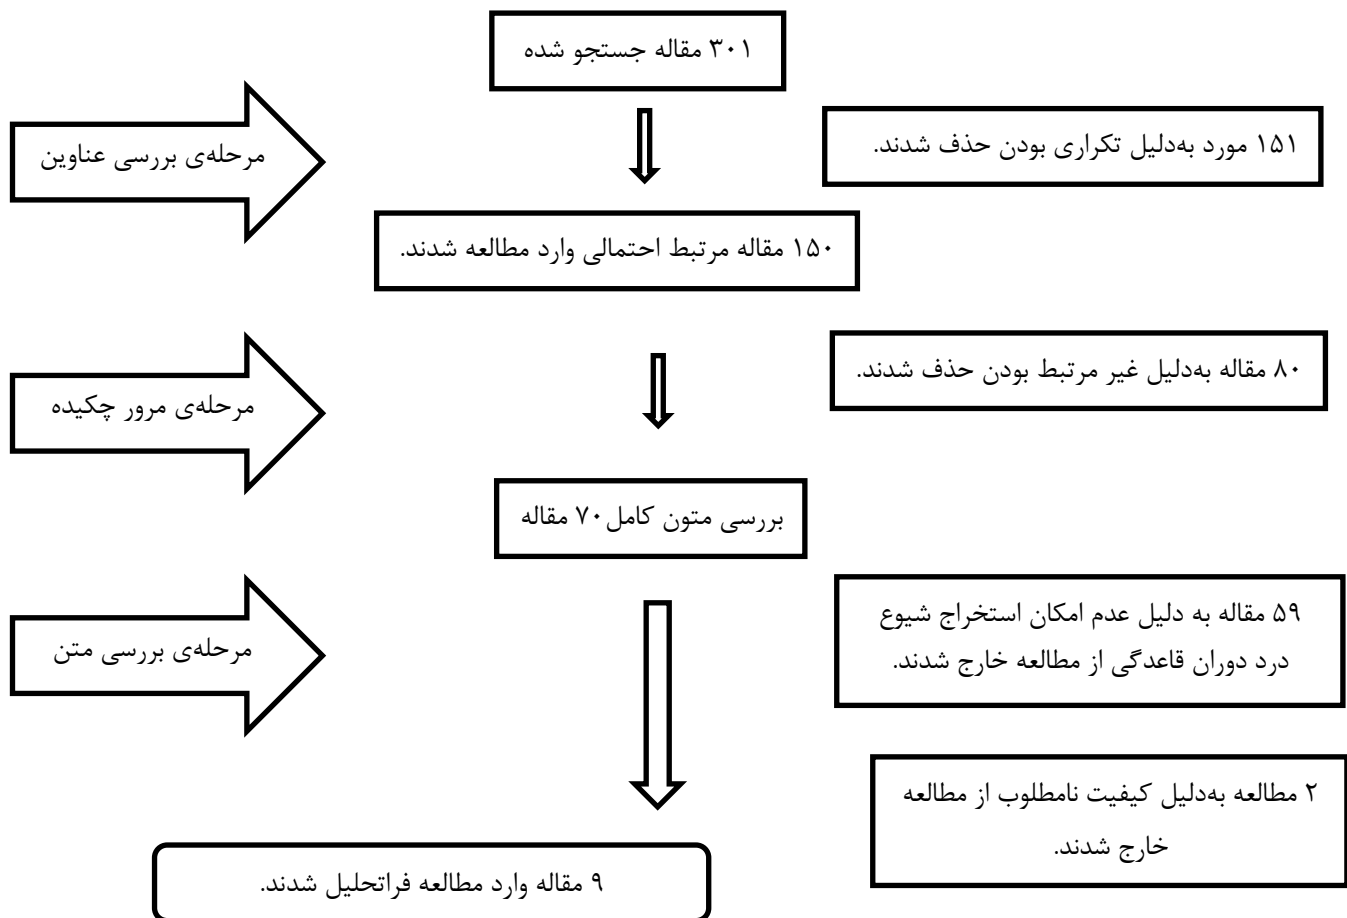 ۳۰۱ مقاله جستجو شده
مرحله‌ی بررسی عناوین
۱۵۱ مورد به‌دلیل تکراری بودن حذف شدند.
۱۵۰ مقاله مرتبط احتمالی وارد مطالعه شدند.
مرحله‌ی مرور چکیده
۸۰ مقاله به‌دلیل غیر مرتبط بودن حذف شدند.
بررسی متون کامل ۷۰ مقاله
مرحله‌ی بررسی متن
۵۹ مقاله به دلیل عدم امکان استخراج شیوع
درد دوران قاعدگی از مطالعه خارج شدند.
۲ مطالعه به‌دلیل کیفیت نامطلوب از مطالعه
خارج شدند.
۹ مقاله وارد مطالعه فراتحلیل شدند.